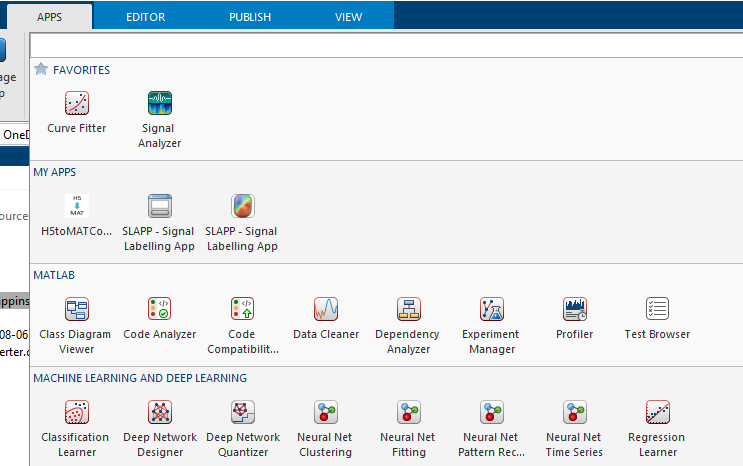 APPS EDITOR PUBLISH VIEW
age
p
OneD
FAVORITES
Curve Fitter Signal
Analyzer
MY APPS
ource
H5
MAT
H5toMATCo... SLAPP - Signal SLAPP - Signal
Labelling App Labelling App
MATLAB
appins
08-06
erter.c
Class Diagram Code Analyzer Code Data Cleaner Dependency Experiment Profiler Test Browser
Viewer Compatibilit... Analyzer Manager
MACHINE LEARNING AND DEEP LEARNING
Classification Deep Network Deep Network Neural Net Neural Net Neural Net Neural Net Regression
Learner Designer Quantizer Clustering Fitting Pattern Rec... Time Series Learner